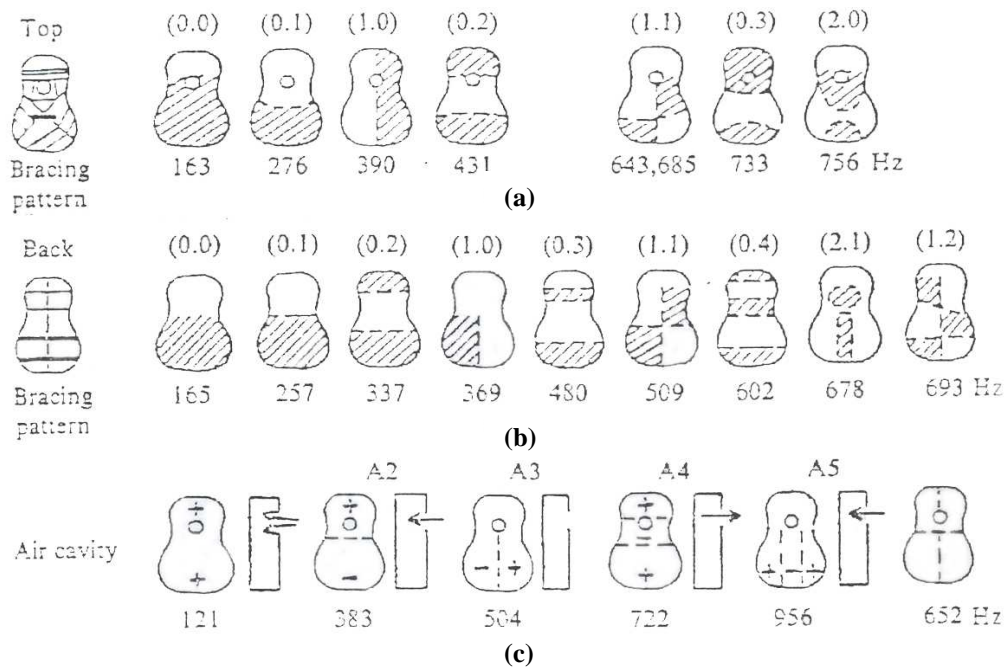 Top (0.0) (0.1) (1.0) (0.2) (1.1) (0.3) (2.0)
Bracing pattern 163 276 390 431 643,685 733 756 Hz
(a)
Back (0.0) (0.1) (0.2) (1.0) (0.3) (1.1) (0.4) (2.1) (1.2)
Bracing pattern 165 257 337 369 480 509 602 678 693 Hz
(b)
A2 A3 A4 A5
Air cavity
121 383 504 722 956 652 Hz
(c)